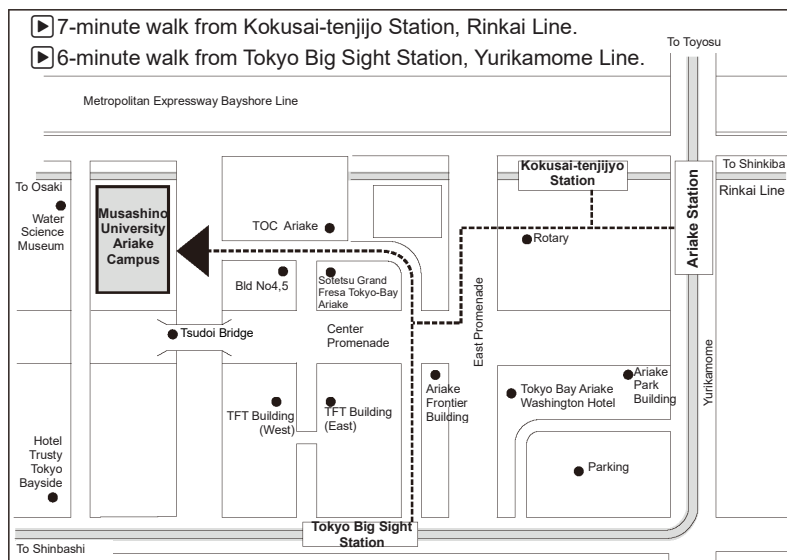 7-minute walk from Kokusai-tenjijo Station, Rinkai Line.
6-minute walk from Tokyo Big Sight Station, Yurikamome Line.
To Toyosu
Metropolitan Expressway Bayshore Line
Kokusai-tenjijyo
Station
To Shinkiba
Rinkai Line
Ariake Station
To Osaki
Water
Science
Museum
Musashino
University
Ariake
Campus
TOC Ariake
Rotary
Bld No4,5
Sotetsu Grand
Fresa Tokyo-Bay
Ariake
Tsudoi Bridge
Center
Promenade
East Promenade
Yurikamome
TFT Building
(West)
TFT Building
(East)
Ariake
Frontier
Building
Tokyo Bay Ariake
Washington Hotel
Ariake
Park
Building
Hotel
Trusty
Tokyo
Bayside
Parking
Tokyo Big Sight
Station
To Shinbashi